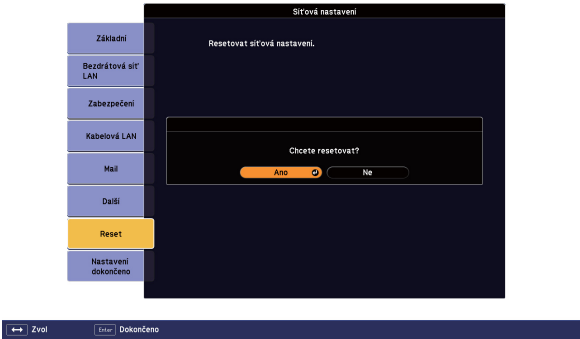 Síťová nastavení
Základní
Resetovat síťová nastavení.
Bezdrátová síť
LAN
Zabezpečení
Kabelová LAN
Chcete resetovat?
Ano
Ne
Mail
Další
Reset
Nastavení
dokončeno
Zvol
Enter Dokončeno